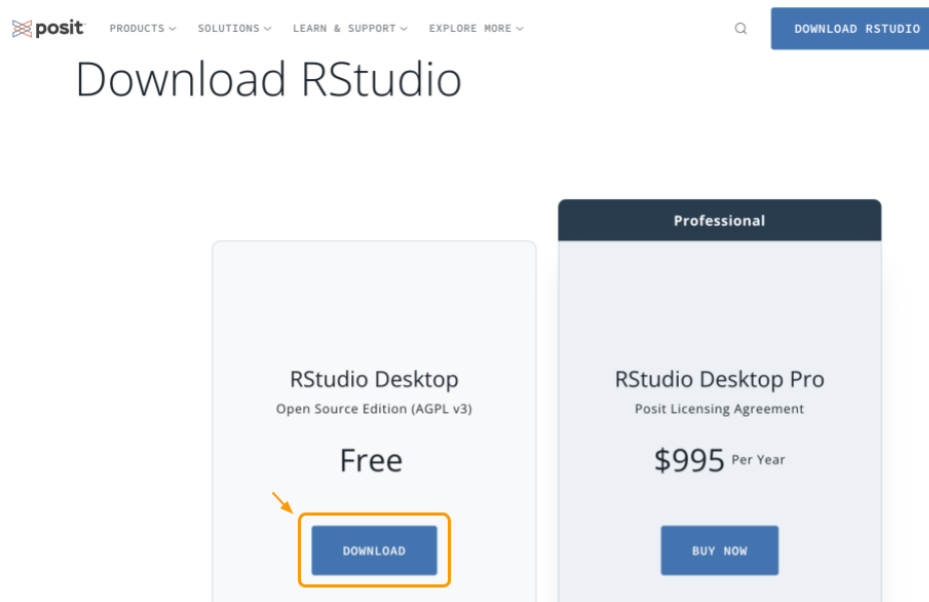 posit PRODUCTS SOLUTIONS LEARN & SUPPORT EXPLORE MORE DOWNLOAD RSTUDIO
Download RStudio
Professional
RStudio Desktop
Open Source Edition (AGPL v3)
Free
DOWNLOAD
RStudio Desktop Pro
Posit Licensing Agreement
$995 Per Year
BUY NOW